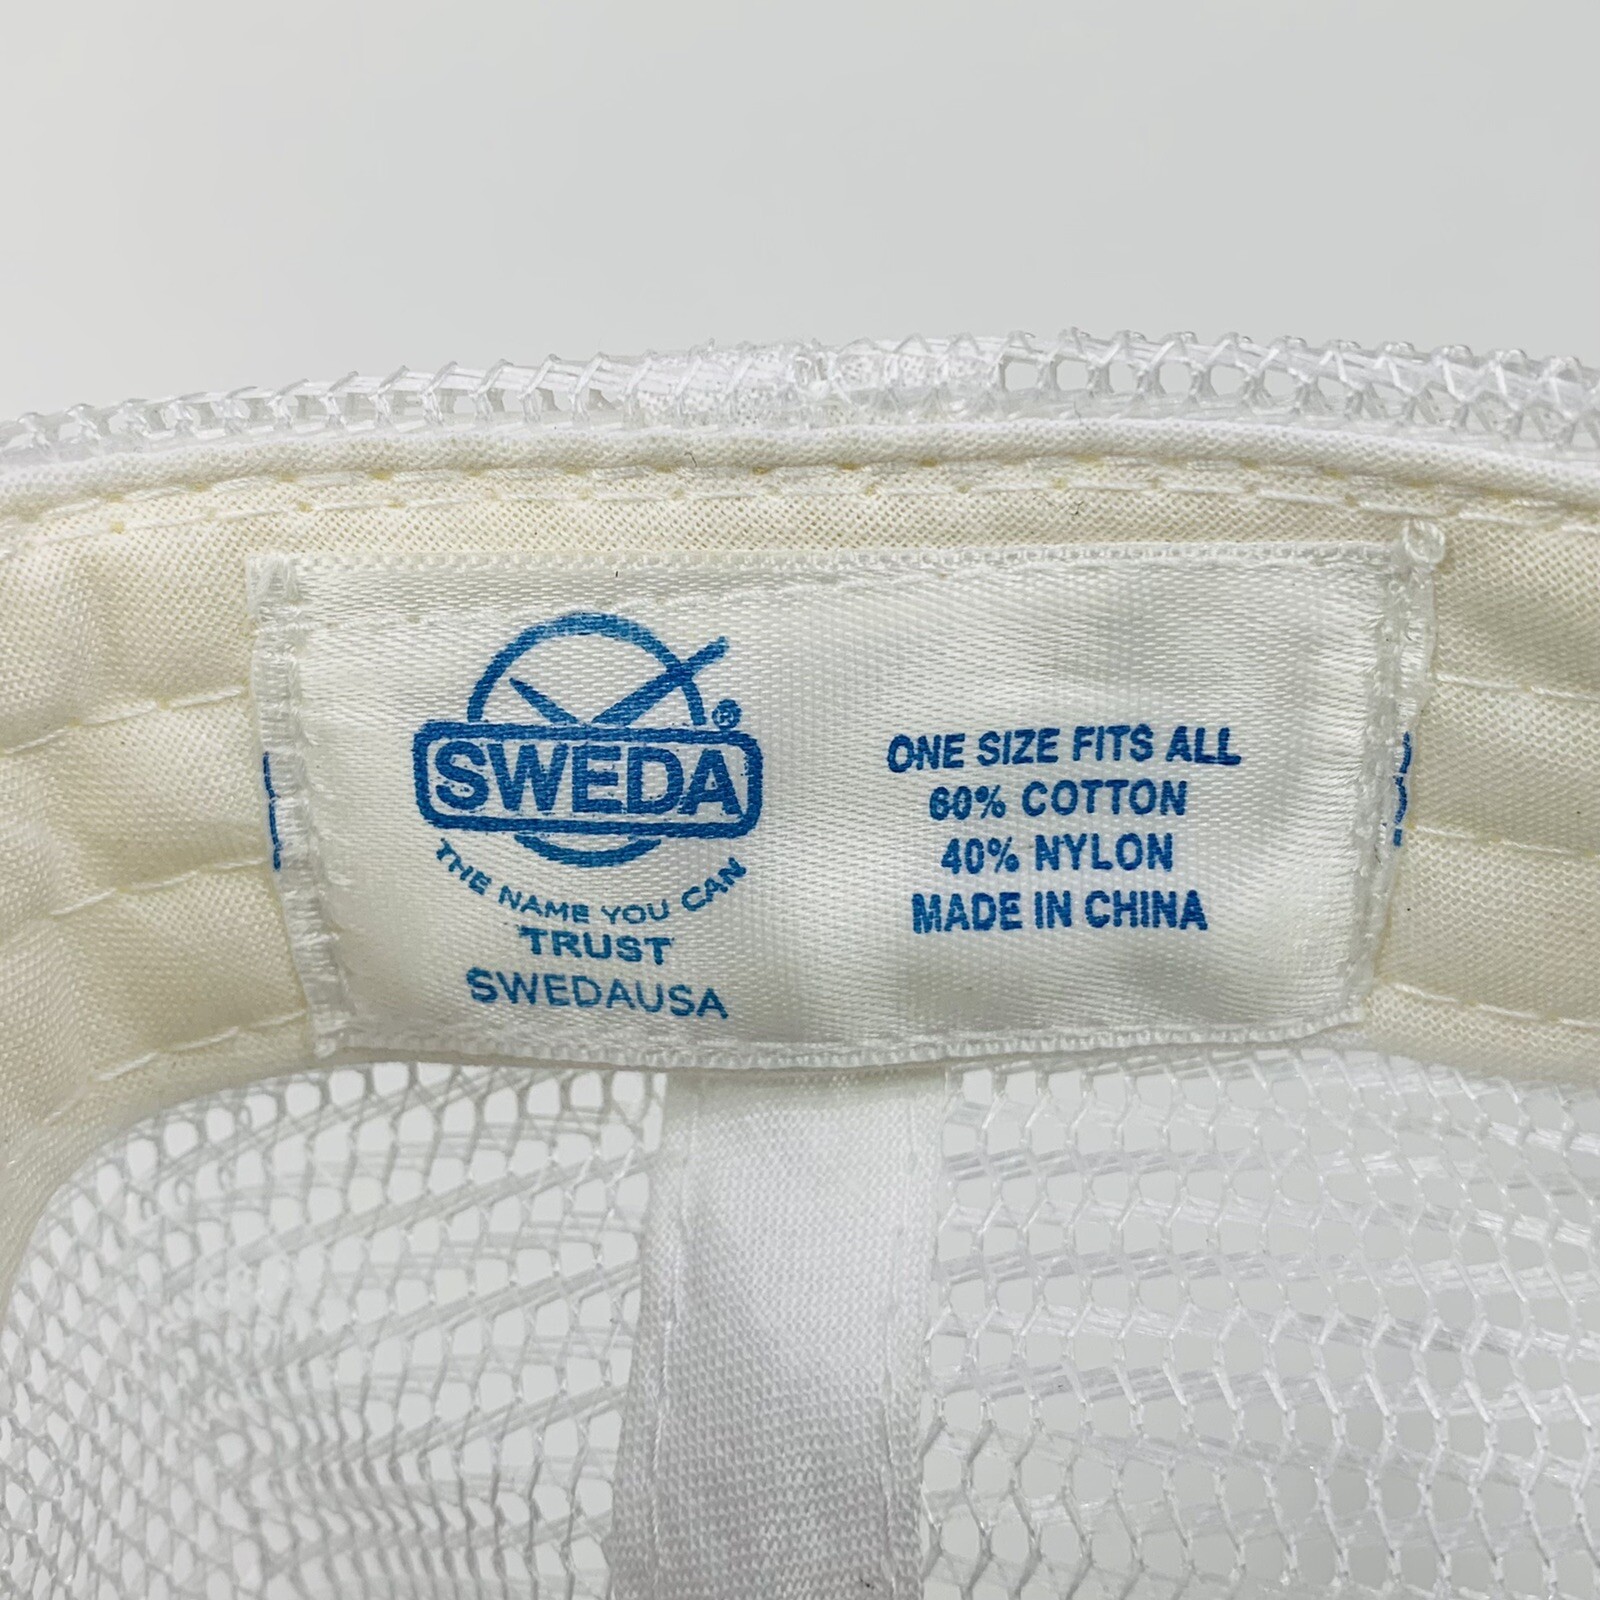 SWEDA®
THE NAME YOU CAN
TRUST
SWEDAUSA
ONE SIZE FITS ALL
60% COTTON
40% NYLON
MADE IN CHINA